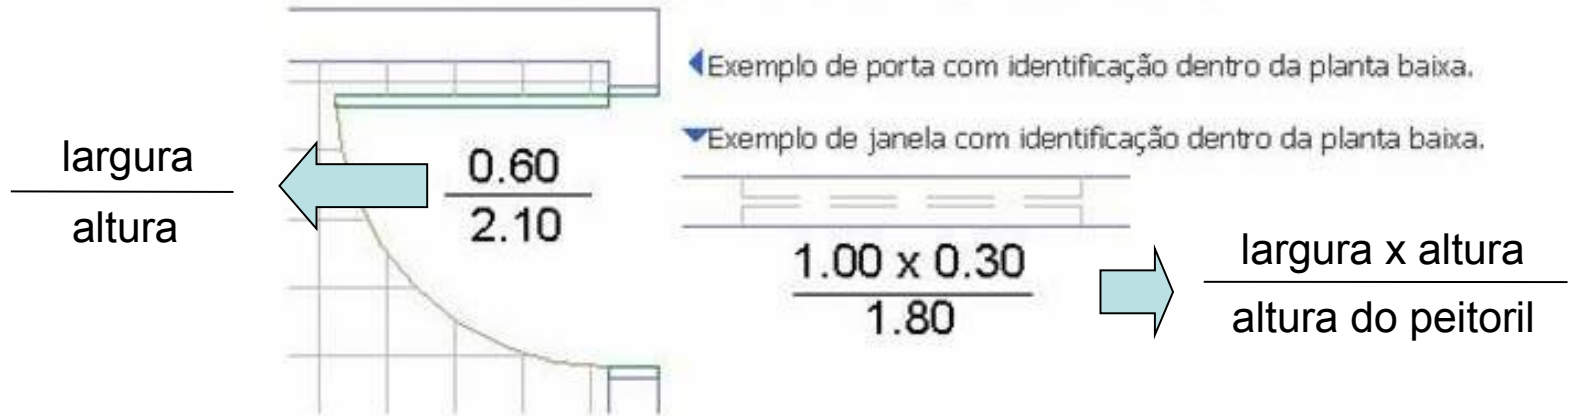 Exemplo de porta com identificação dentro da planta baixa.
Exemplo de janela com identificação dentro da planta baixa.
largura
altura
0.60
2.10
1.00 x 0.30
1.80
largura x altura
altura do peitoril